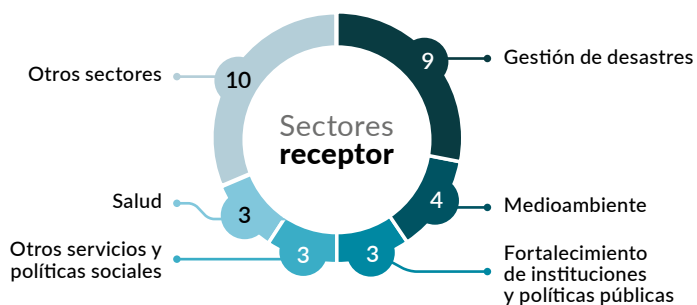 Sectores
receptor
9
Gestión de desastres
4
Medioambiente
3
Fortalecimiento
de instituciones
y políticas públicas
3
Otros servicios y
políticas sociales
3
Salud
10
Otros sectores